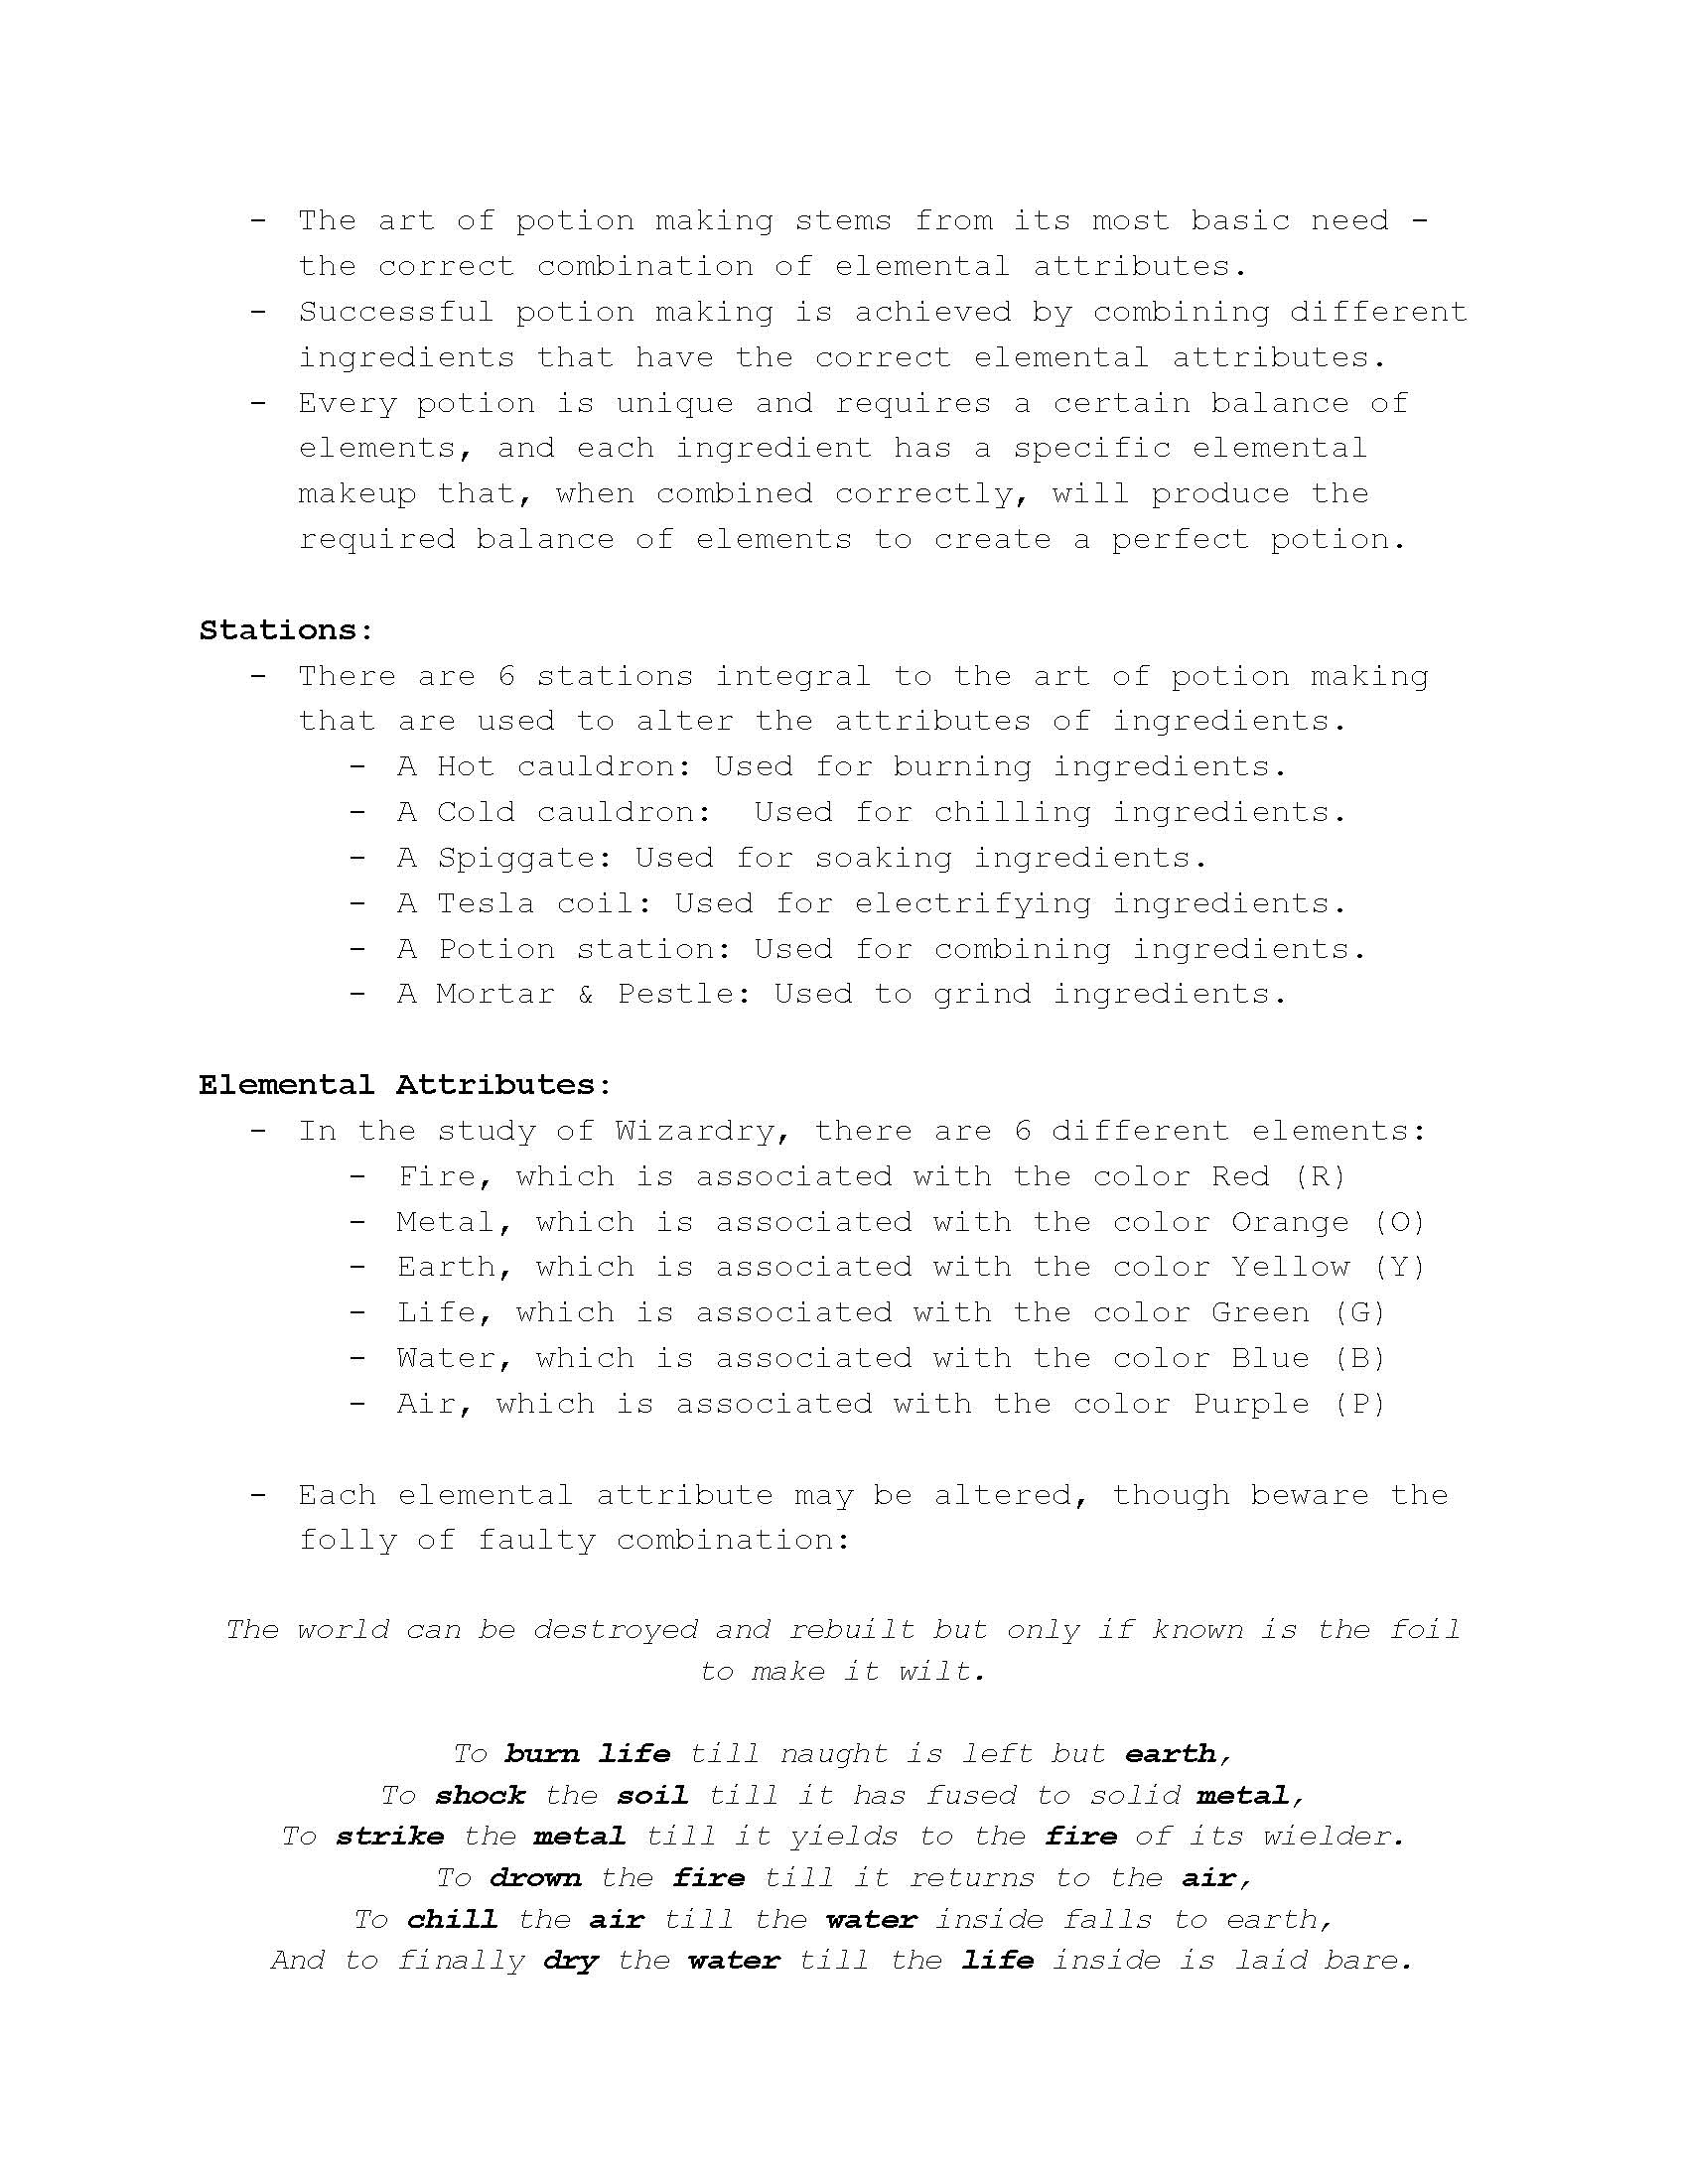 - The art of potion making stems from its most basic need -
the correct combination of elemental attributes.
- Successful potion making is achieved by combining different
ingredients that have the correct elemental attributes.
- Every potion is unique and requires a certain balance of
elements, and each ingredient has a specific elemental
makeup that, when combined correctly, will produce the
required balance of elements to create a perfect potion.
Stations:
- There are 6 stations integral to the art of potion making
that are used to alter the attributes of ingredients.
- A Hot cauldron: Used for burning ingredients.
- A Cold cauldron:  Used for chilling ingredients.
- A Spiggate: Used for soaking ingredients.
- A Tesla coil: Used for electrifying ingredients.
- A Potion station: Used for combining ingredients.
- A Mortar & Pestle: Used to grind ingredients.
Elemental Attributes:
- In the study of Wizardry, there are 6 different elements:
- Fire, which is associated with the color Red (R)
- Metal, which is associated with the color Orange (O)
- Earth, which is associated with the color Yellow (Y)
- Life, which is associated with the color Green (G)
- Water, which is associated with the color Blue (B)
- Air, which is associated with the color Purple (P)
- Each elemental attribute may be altered, though beware the
folly of faulty combination:
The world can be destroyed and rebuilt but only if known is the foil
to make it wilt.
To burn life till naught is left but earth,
To shock the soil till it has fused to solid metal,
To strike the metal till it yields to the fire of its wielder.
To drown the fire till it returns to the air,
To chill the air till the water inside falls to earth,
And to finally dry the water till the life inside is laid bare.